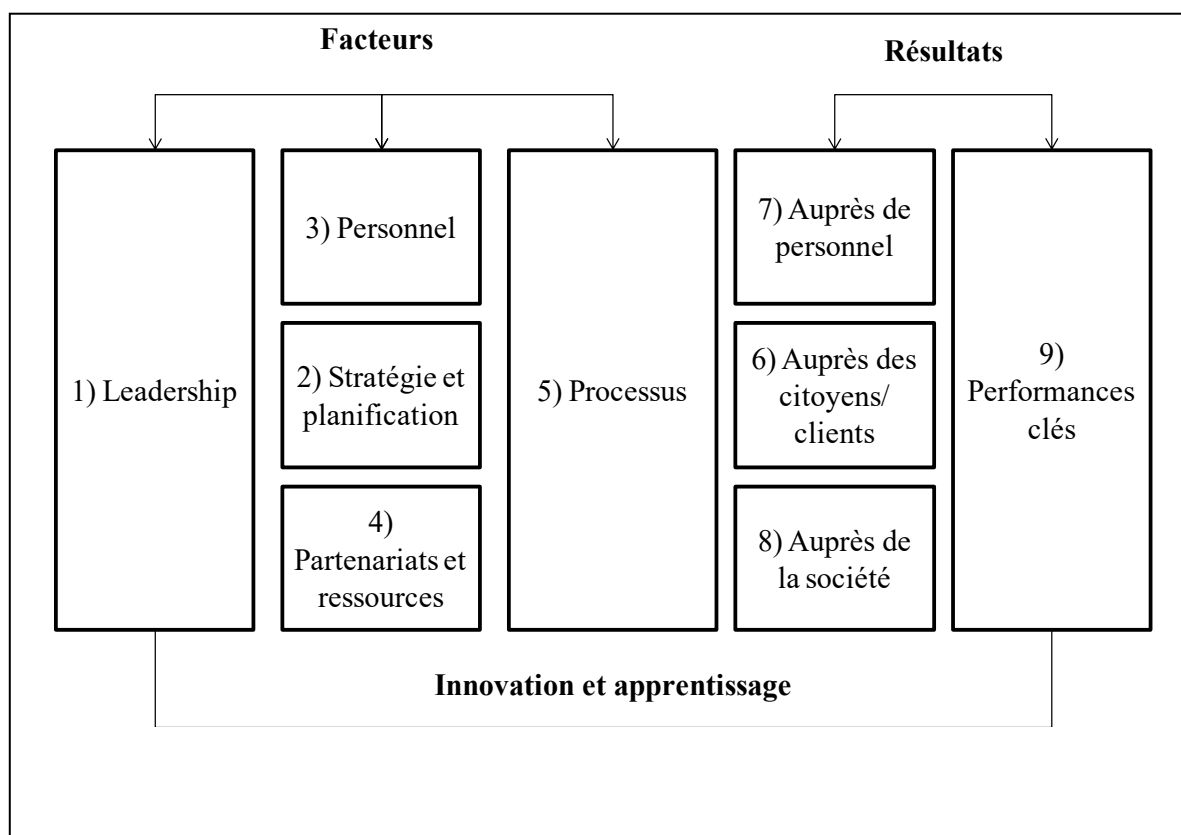 Facteurs
Résultats
1) Leadership
3) Personnel
2) Stratégie et
planification
4)
Partenariats et
ressources
5) Processus
7) Auprès de
personnel
6) Auprès des
citoyens/
clients
8) Auprès de
la société
9)
Performances
clés
Innovation et apprentissage